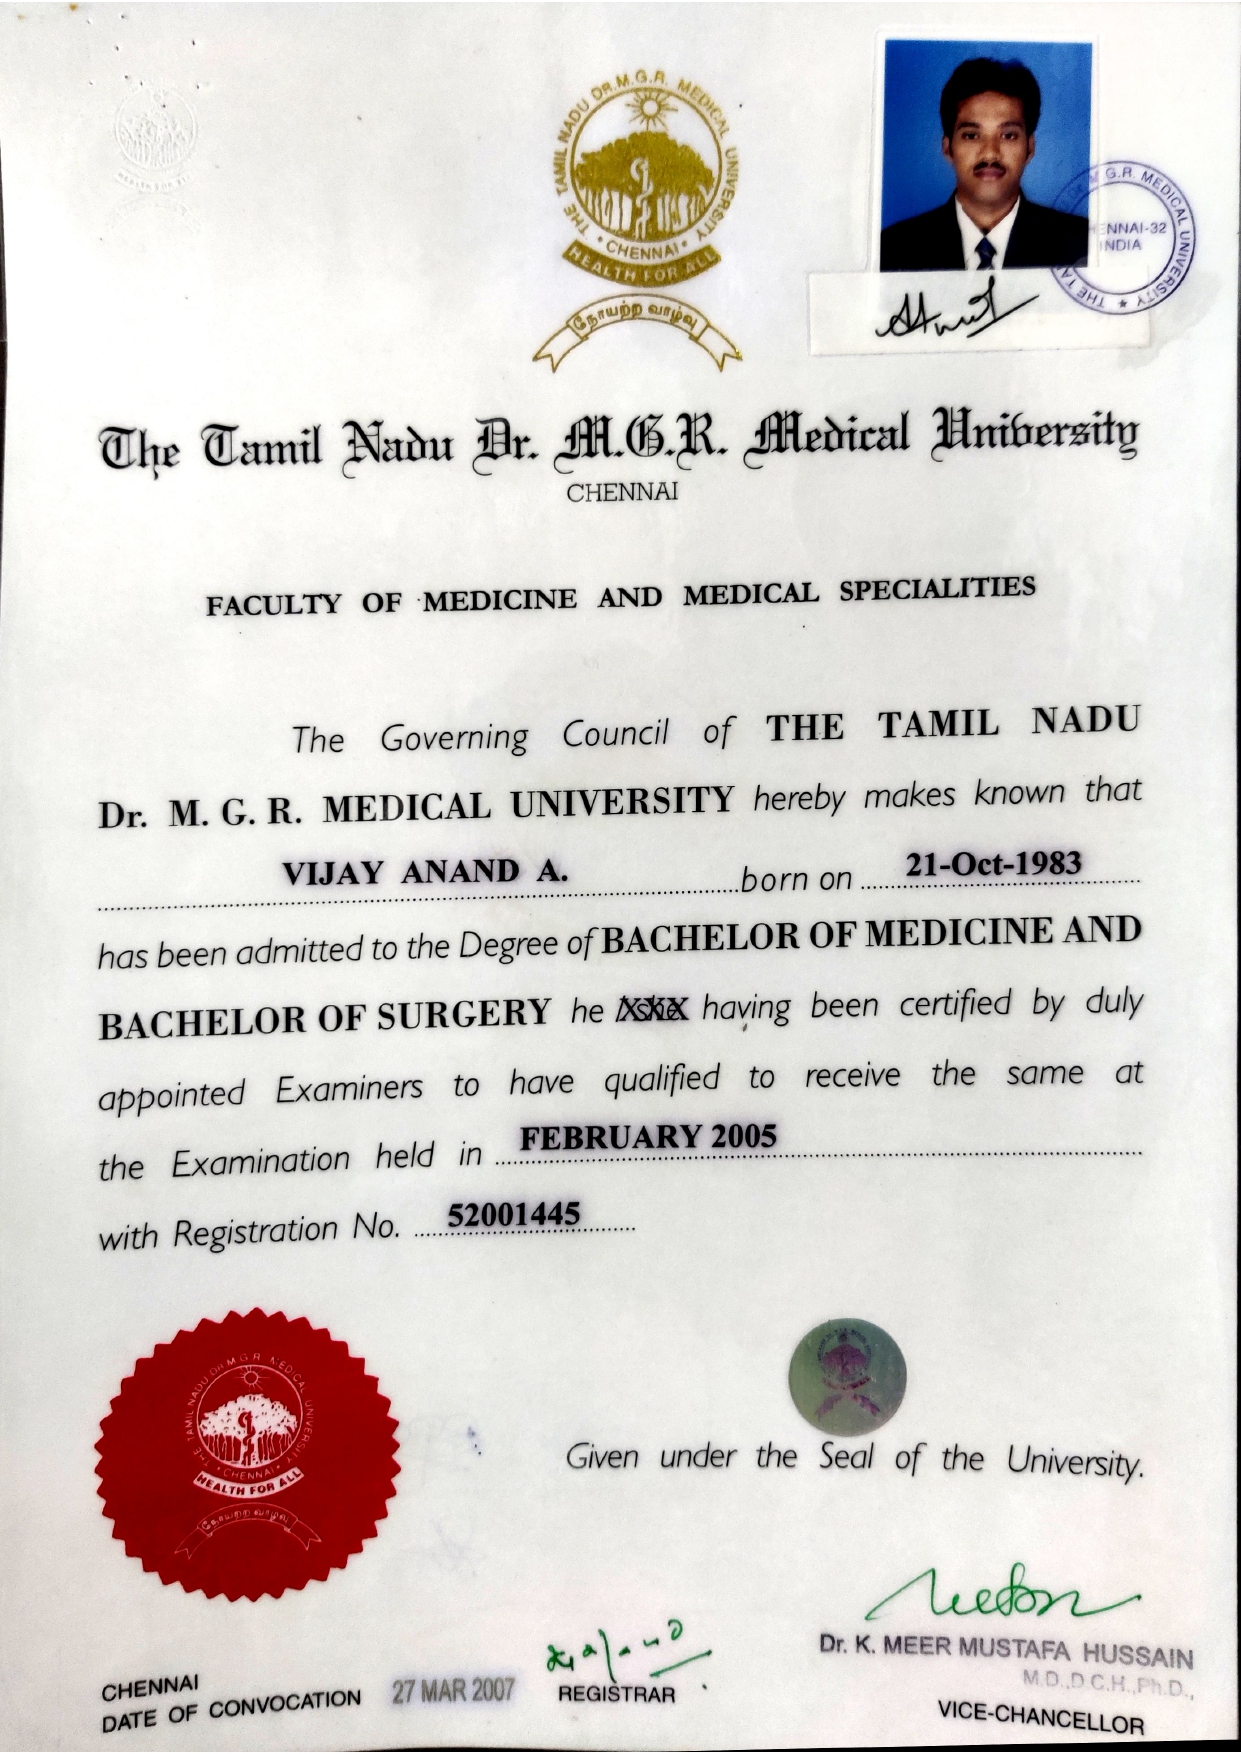 THE TAMIL NADU DR.M.G.R. MEDICAL UNIVERSITY
• CHENNAI •
HEALTH FOR ALL
நோயற்ற வாழ்வு
M.G.R. MEDICAL UNIVERSITY ★ THE TA
ENNAI-32
INDIA
The Tamil Nadu Dr. M.G.R. Medical University
CHENNAI
FACULTY OF MEDICINE AND MEDICAL SPECIALITIES
The Governing Council of THE TAMIL NADU
Dr. M. G. R. MEDICAL UNIVERSITY hereby makes known that
VIJAY ANAND A. born on 21-Oct-1983
has been admitted to the Degree of BACHELOR OF MEDICINE AND
BACHELOR OF SURGERY he having been certified by duly
appointed Examiners to have qualified to receive the same at
the Examination held in FEBRUARY 2005
with Registration No. 52001445
THE TAMIL NADU DR.M.G.R. MEDICAL UNIVERSITY
• CHENNAI •
HEALTH FOR ALL
நோயற்ற வாழ்வு
Given under the Seal of the University.
Dr. K. MEER MUSTAFA HUSSAIN
M.D.,D.C.H.,Ph.D.,
VICE-CHANCELLOR
REGISTRAR
CHENNAI
DATE OF CONVOCATION 27 MAR 2007